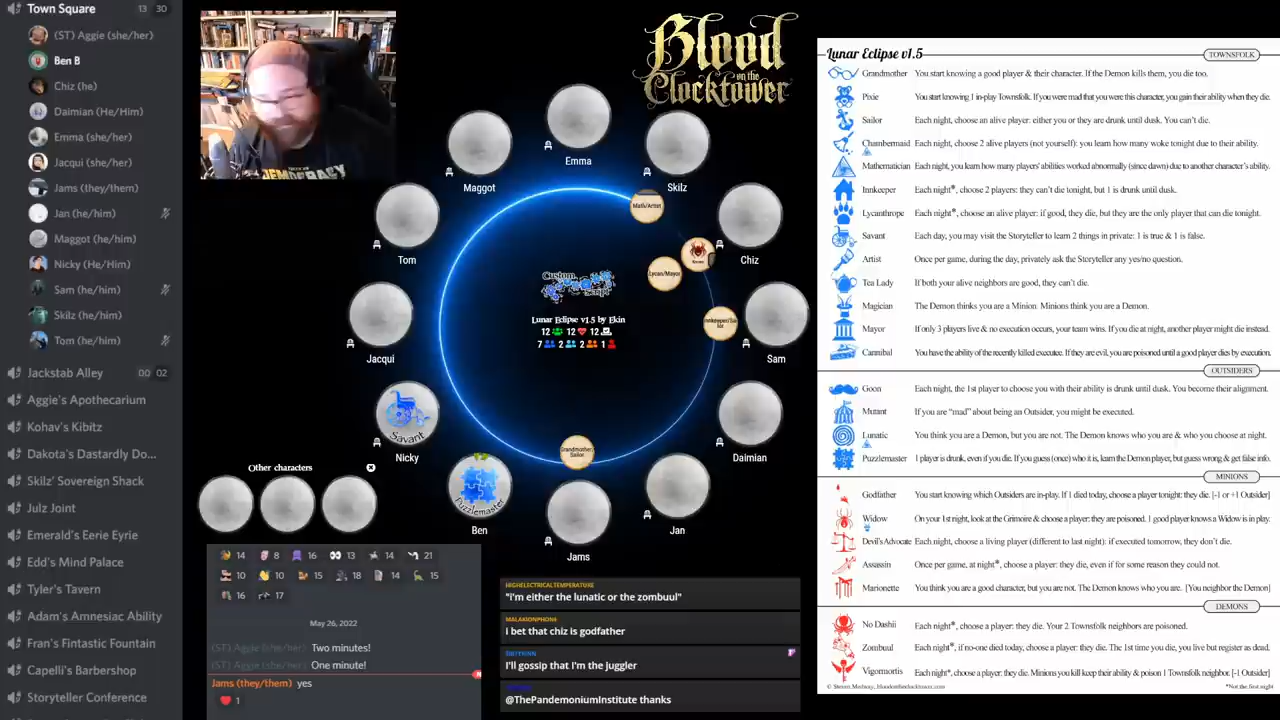 Town Square 13 30
(ST) Aggie (she/her)
Ben B
Chiz (he)
Daimian (He/Him)
Emma (she/her)
Jacqui (she/her)
Jams (they/them)
Jan (he/him)
Maggot (he/him)
Nicky (He/Him)
Sam (he/him)
Skilz (he/him)
Tom (he/him)
Jackstab Alley 00 02
Aggie's Apothecarium
Kohav's Kibitz
Dakota's Dastardly Do...
Skilz' Sovereign Shack
Julz Joint
Emerald's Eerie Eyrie
Edd's Mind Palace
Tyler's Tavern
Adam's Amnesiac Ability
Fen's Fantastic Fountain
Capelli's Clockshop
Storyteller Conference
DEMOCRACY
Blood
on the
Clocktower
Emma
Maggot
Skilz
Tom
Chiz
Jacqui
Sam
Nicky
Daimian
Ben
Jan
Jams
Math/Artist
Lycan/Mayor
Savant
Puzzlemaster
Custom
Script
Lunar Eclipse v1.5 by Ekin
12 12 12
7 2 2 1
Other characters
14 8 16 13 14 21
10 10 15 18 14 15
16 17
May 26, 2022
(ST) Aggie (she/her) Two minutes!
(ST) Aggie (she/her) One minute!
Jams (they/them) yes
1
HIGHELECTRICALTEMPERATURE
"i'm either the lunatic or the zombuul"
i bet that chiz is godfather
I'll gossip that I'm the juggler
@ThePandemoniumInstitute thanks
Lunar Eclipse v1.5
TOWNSFOLK
Grandmother You start knowing a good player & their character. If the Demon kills them, you die too.
Pixie You start knowing 1 in-play Townsfolk. If you were mad that you were this character, you gain their ability when they die.
Sailor Each night, choose an alive player: either you or they are drunk until dusk. You can't die.
Chambermaid Each night, choose 2 alive players (not yourself): you learn how many woke tonight due to their ability.
Mathematician Each night, you learn how many players' abilities worked abnormally (since dawn) due to another character's ability.
Innkeeper Each night*, choose 2 players: they can't die tonight, but 1 is drunk until dusk.
Lycanthrope Each night*, choose an alive player: if good, they die, but they are the only player that can die tonight.
Savant Each day, you may visit the Storyteller to learn 2 things in private: 1 is true & 1 is false.
Artist Once per game, during the day, privately ask the Storyteller any yes/no question.
Tea Lady If both your alive neighbors are good, they can't die.
Magician The Demon thinks you are a Minion. Minions think you are a Demon.
Mayor If only 3 players live & no execution occurs, your team wins. If you die at night, another player might die instead.
Cannibal You have the ability of the recently killed executee. If they are evil, you are poisoned until a good player dies by execution.
OUTSIDERS
Goon Each night, the 1st player to choose you with their ability is drunk until dusk. You become their alignment.
Mutant If you are "mad" about being an Outsider, you might be executed.
Lunatic You think you are a Demon, but you are not. The Demon knows who you are & who you choose at night.
Puzzlemaster 1 player is drunk, even if you die. If you guess (once) who it is, learn the Demon player, but guess wrong & get false info.
MINIONS
Godfather You start knowing which Outsiders are in-play. If 1 died today, choose a player tonight: they die. [-1 or +1 Outsider]
Widow On your 1st night, look at the Grimoire & choose a player: they are poisoned. 1 good player knows a Widow is in play.
Devil's Advocate Each night, choose a living player (different to last night): if executed tomorrow, they don't die.
Assassin Once per game, at night*, choose a player: they die, even if for some reason they could not.
Marionette You think you are a good character, but you are not. The Demon knows who you are. [You neighbor the Demon]
DEMONS
No Dashii Each night*, choose a player: they die. Your 2 Townsfolk neighbors are poisoned.
Zombuul Each night*, if no-one died today, choose a player: they die. The 1st time you die, you live but register as dead.
Vigormortis Each night*, choose a player: they die. Minions you kill keep their ability & poison 1 Townsfolk neighbor. [-1 Outsider]
© Steven Medway, bloodontheclocktower.com *Not the first night